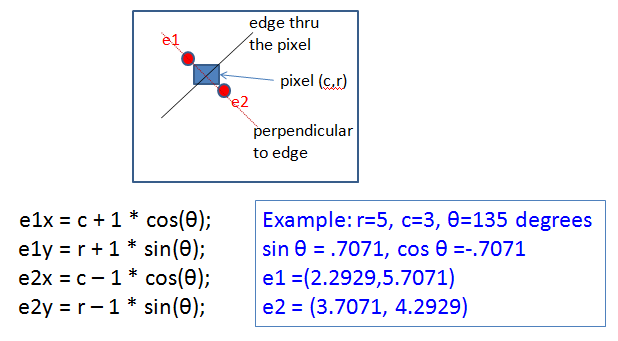 edge thru
the pixel
e1
pixel (c,r)
e2
perpendicular
to edge
e1x = c + 1 * cos(θ);
e1y = r + 1 * sin(θ);
e2x = c – 1 * cos(θ);
e2y = r – 1 * sin(θ);
Example: r=5, c=3, θ=135 degrees
sin θ = .7071, cos θ =-.7071
e1 =(2.2929,5.7071)
e2 = (3.7071, 4.2929)